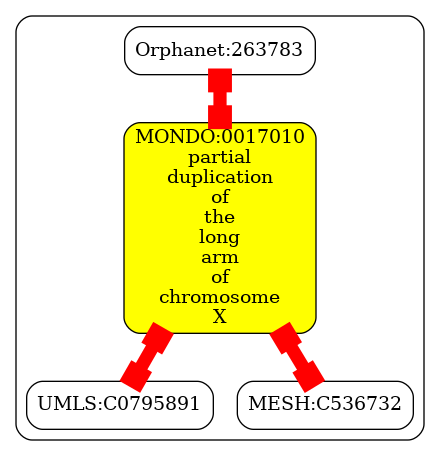 Orphanet:263783
MONDO:0017010
partial
duplication
of
the
long
arm
of
chromosome
X
UMLS:C0795891
MESH:C536732